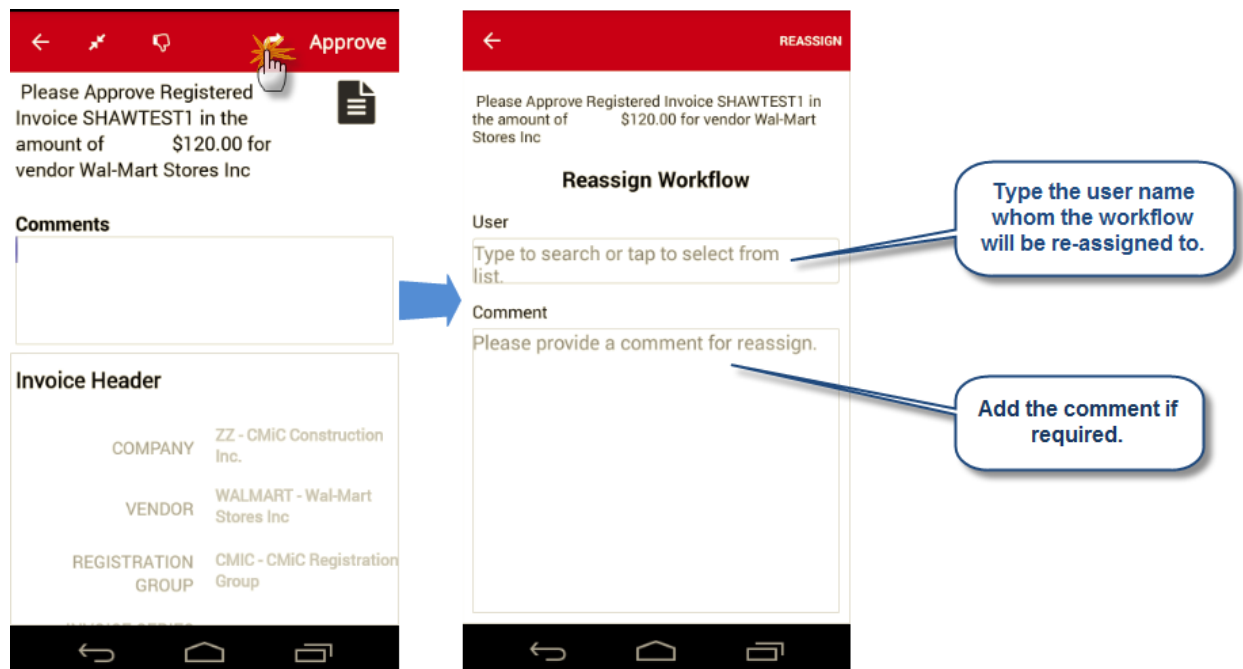 Approve
Please Approve Registered
Invoice SHAWTEST1 in the
amount of $120.00 for
vendor Wal-Mart Stores Inc
Comments
Invoice Header
COMPANY ZZ - CMiC Construction
Inc.
VENDOR WALMART - Wal-Mart
Stores Inc
REGISTRATION CMIC - CMiC Registration
GROUP Group
REASSIGN
Please Approve Registered Invoice SHAWTEST1 in
the amount of $120.00 for vendor Wal-Mart
Stores Inc
Reassign Workflow
User
Type to search or tap to select from
list.
Comment
Please provide a comment for reassign.
Type the user name
whom the workflow
will be re-assigned to.
Add the comment if
required.